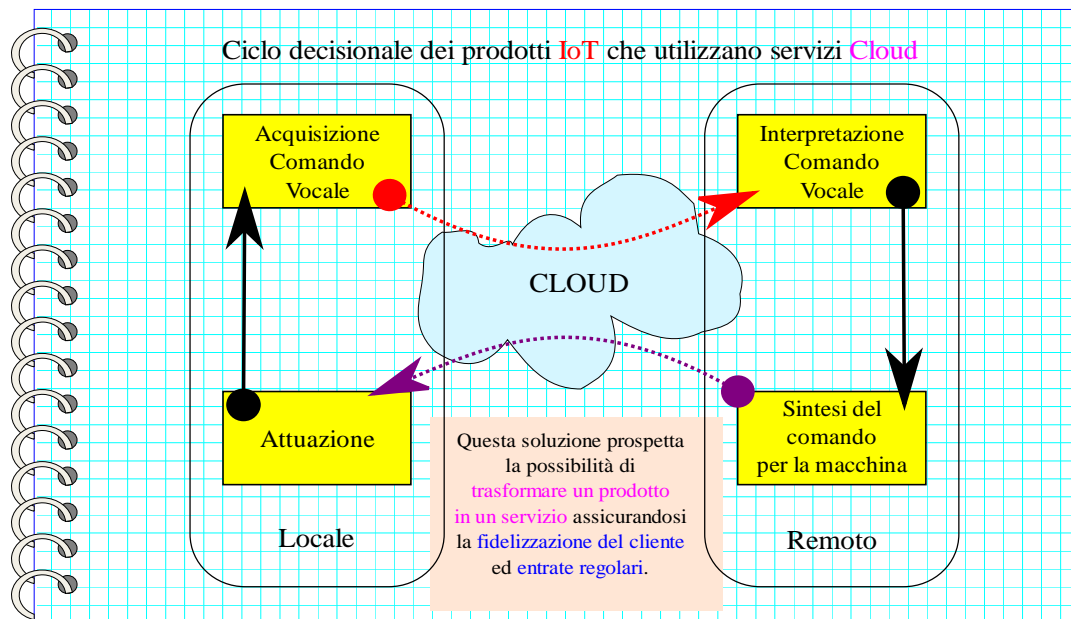 Ciclo decisionale dei prodotti IoT che utilizzano servizi Cloud
Acquisizione
Comando
Vocale
Interpretazione
Comando
Vocale
CLOUD
Attuazione
Sintesi del
comando
per la macchina
Questa soluzione prospetta
la possibilità di
trasformare un prodotto
in un servizio assicurandosi
la fidelizzazione del cliente
ed entrate regolari.
Locale
Remoto